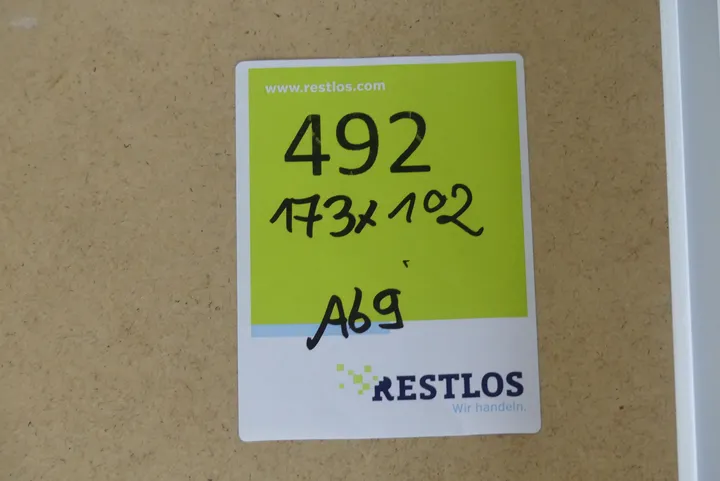 www.restlos.com
492
173x102
A69
RESTLOS
Wir handeln.